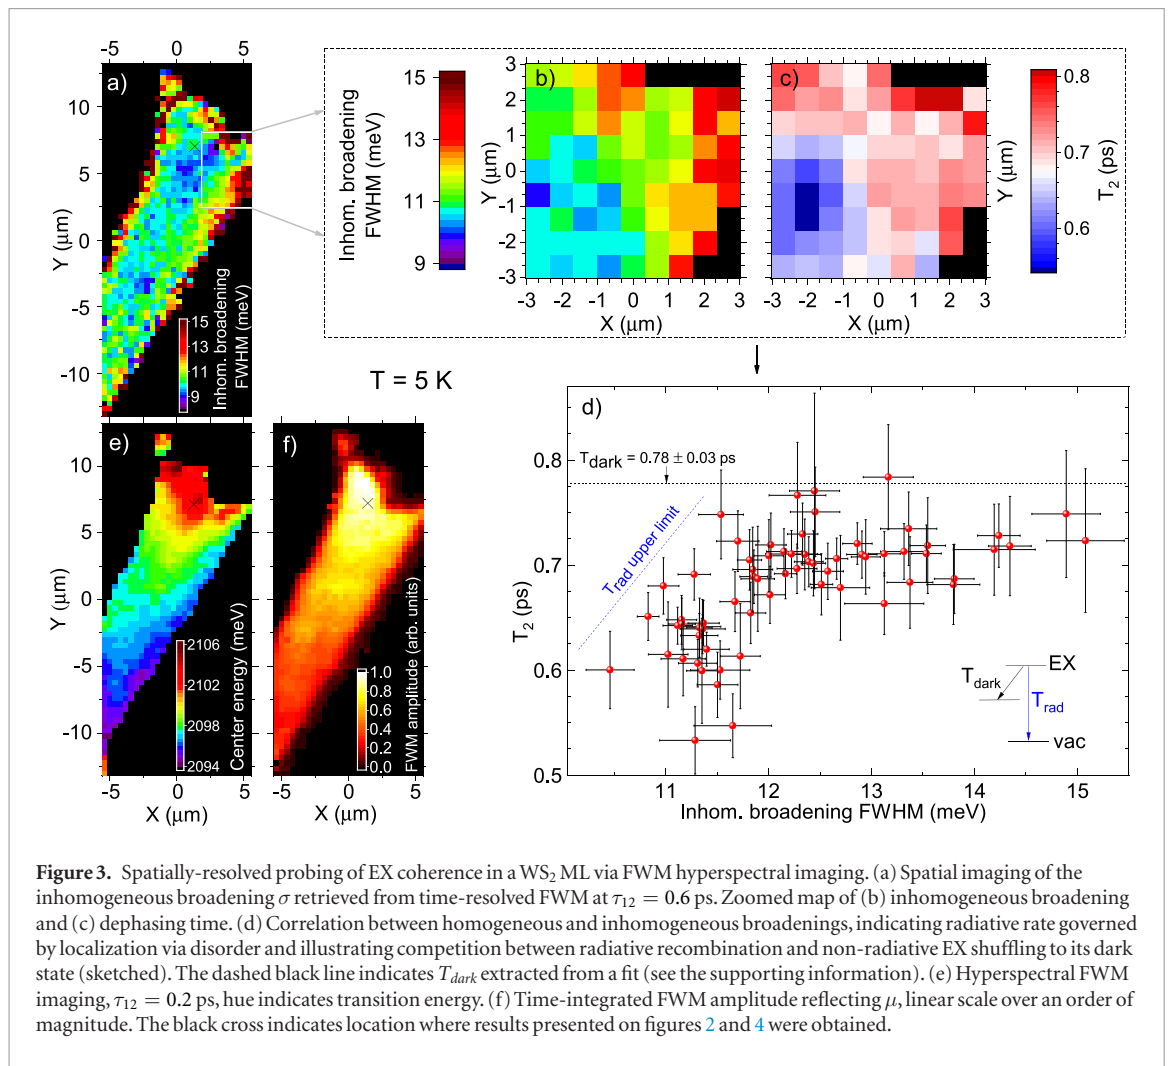 -5 0 5
a)
10
5
0
-5
-10
Y (µm)
15
13
11
9
Inhom. broadening
FWHM (meV)
15
13
11
9
Inhom. broadening
FWHM (meV)
b)
3
2
1
0
-1
-2
-3
Y (µm)
-3 -2 -1 0 1 2 3
X (µm)
c)
-3 -2 -1 0 1 2 3
X (µm)
Y (µm)
0.8
0.7
0.6
T2 (ps)
T = 5 K
e)
10
5
0
-5
-10
Y (µm)
2106
2102
2098
2094
Center energy (meV)
-5 0 5
X (µm)
f)
1.0
0.8
0.6
0.4
0.2
0.0
FWM amplitude (arb. units)
-5 0 5
X (µm)
d)
Tdark = 0.78 ± 0.03 ps
Trad upper limit
0.8
0.7
0.6
0.5
T2 (ps)
EX
Tdark
Trad
vac
11 12 13 14 15
Inhom. broadening FWHM (meV)
Figure 3. Spatially-resolved probing of EX coherence in a WS2 ML via FWM hyperspectral imaging. (a) Spatial imaging of the
inhomogeneous broadening σ retrieved from time-resolved FWM at τ12 = 0.6 ps. Zoomed map of (b) inhomogeneous broadening
and (c) dephasing time. (d) Correlation between homogeneous and inhomogeneous broadenings, indicating radiative rate governed
by localization via disorder and illustrating competition between radiative recombination and non-radiative EX shuffling to its dark
state (sketched). The dashed black line indicates Tdark extracted from a fit (see the supporting information). (e) Hyperspectral FWM
imaging, τ12 = 0.2 ps, hue indicates transition energy. (f) Time-integrated FWM amplitude reflecting µ, linear scale over an order of
magnitude. The black cross indicates location where results presented on figures 2 and 4 were obtained.